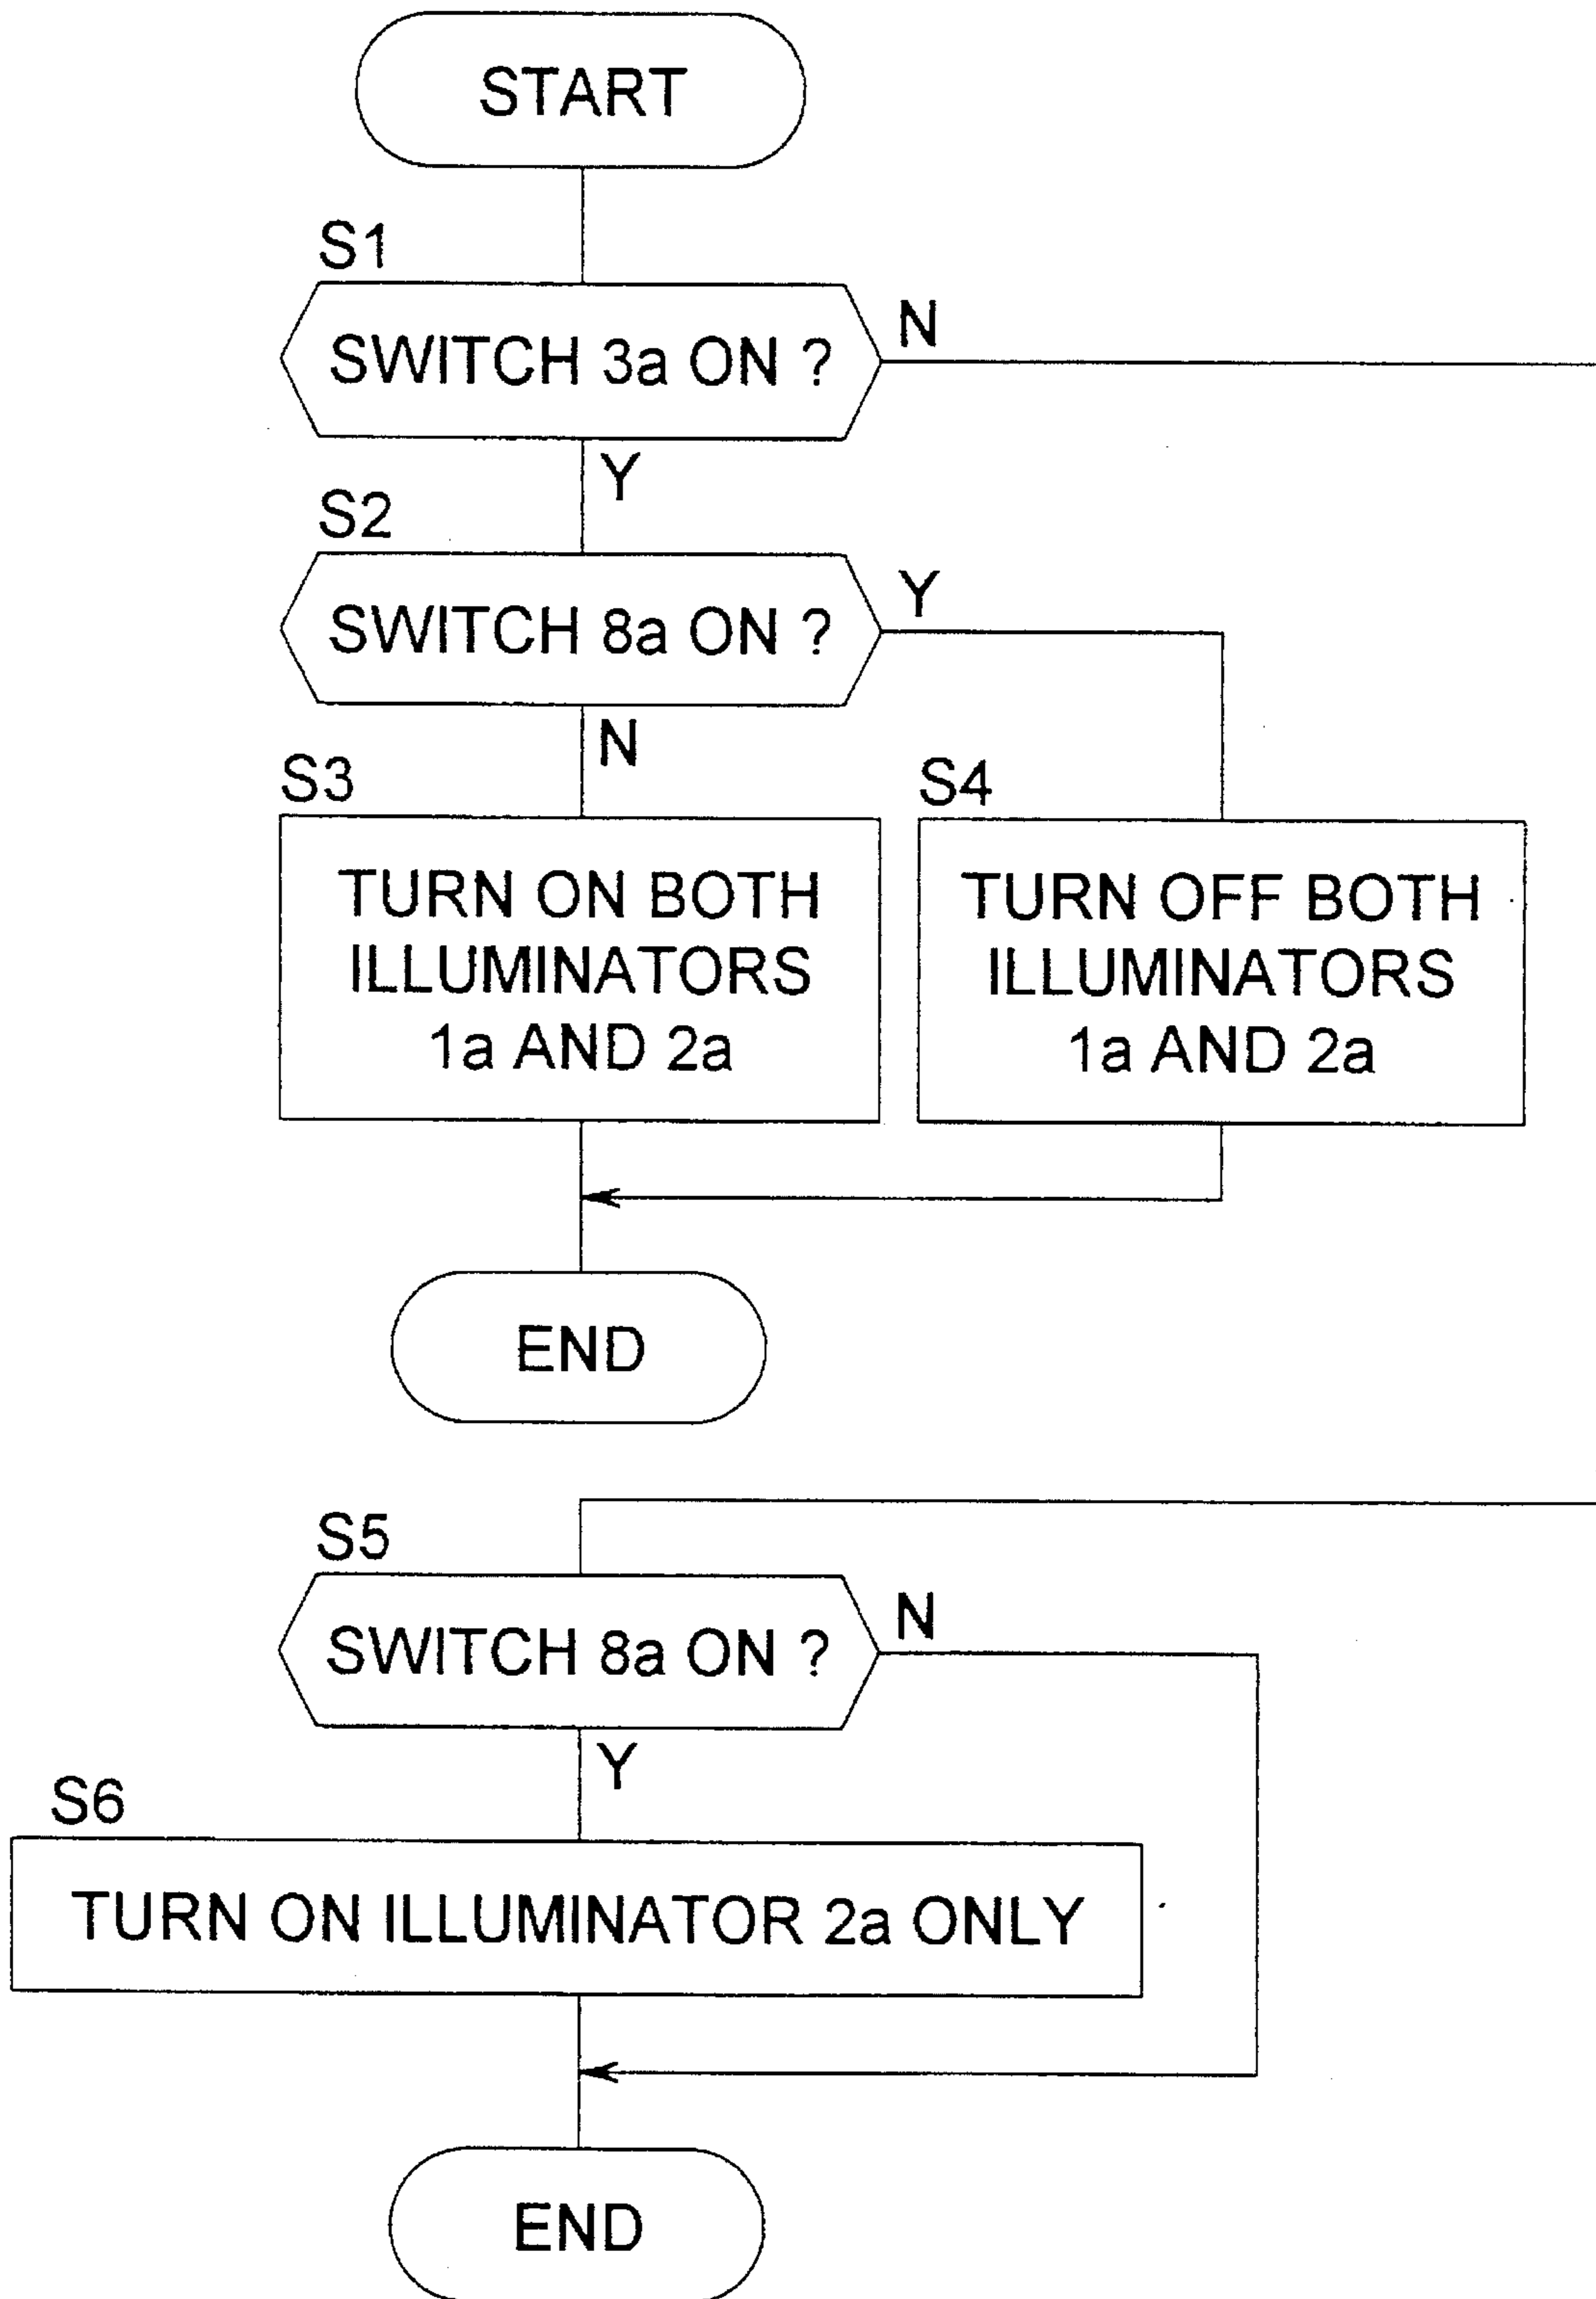 START
S1
SWITCH 3a ON ?
N
Y
S2
SWITCH 8a ON ?
Y
N
S3
TURN ON BOTH
ILLUMINATORS
1a AND 2a
S4
TURN OFF BOTH
ILLUMINATORS
1a AND 2a
END
S5
SWITCH 8a ON ?
N
Y
S6
TURN ON ILLUMINATOR 2a ONLY
END